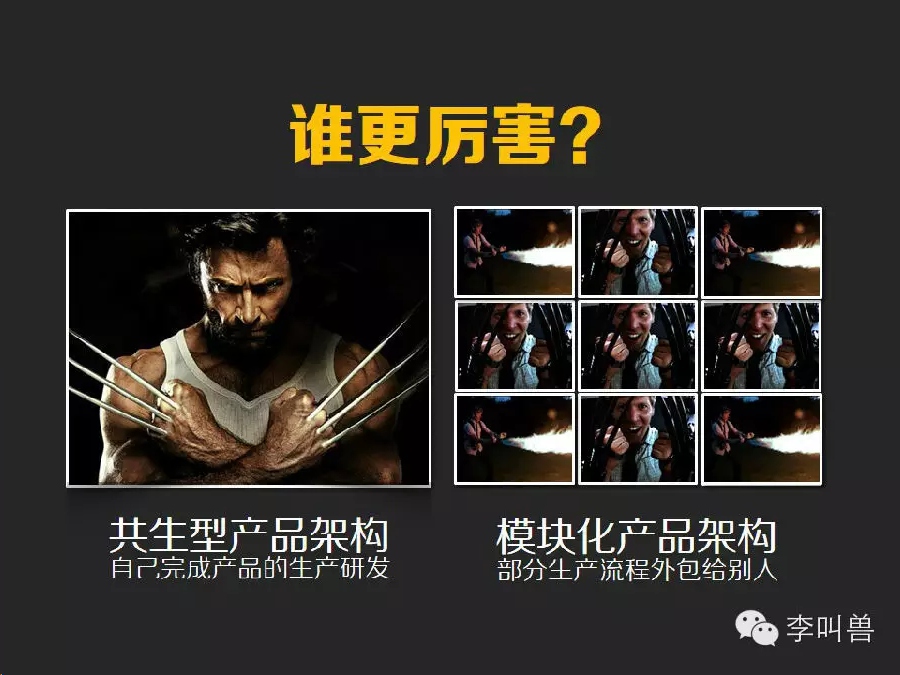 谁更厉害?
共生型产品架构
自己完成产品的生产研发
模块化产品架构
部分生产流程外包给别人
李叫兽